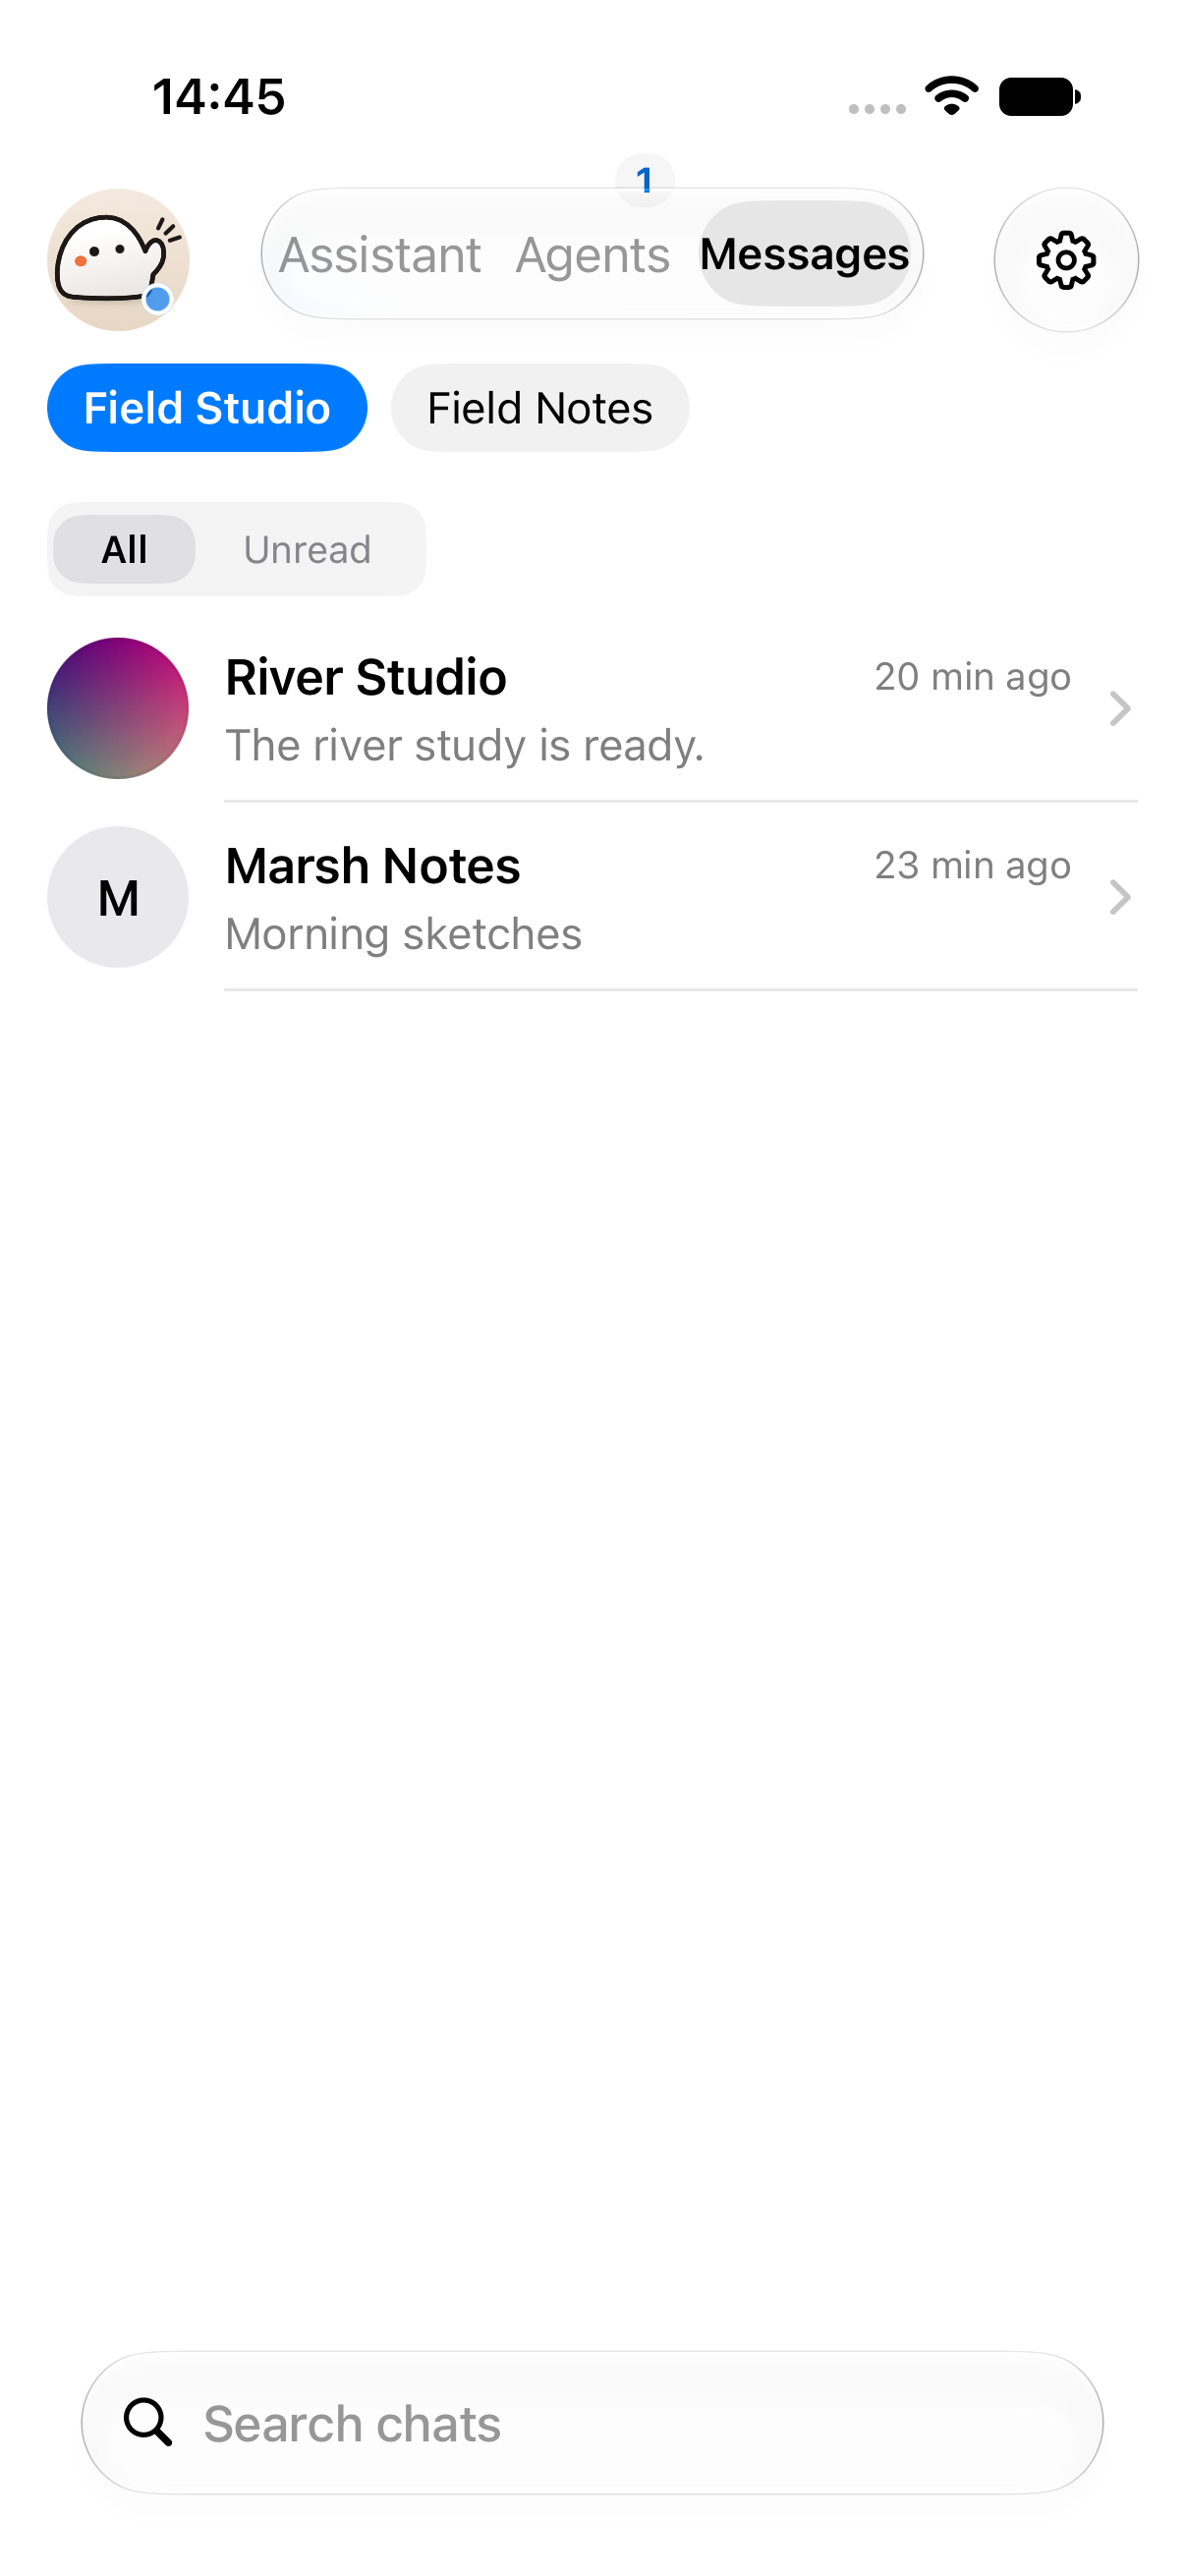 14:45
1
Assistant Agents Messages
Field Studio Field Notes
All Unread
River Studio 20 min ago
The river study is ready.
M
Marsh Notes 23 min ago
Morning sketches
Search chats